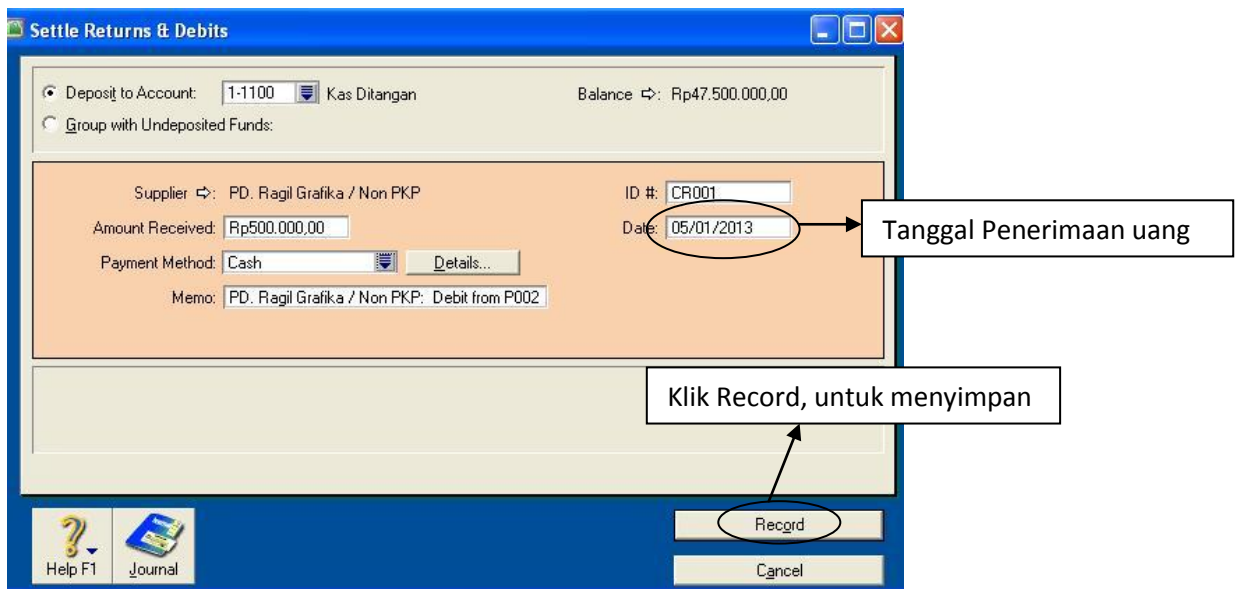 Settle Returns & Debits
Deposit to Account: 1-1100 Kas Ditangan Balance ⇨: Rp47.500.000,00
Group with Undeposited Funds:
Supplier ⇨: PD. Ragil Grafika / Non PKP ID #: CR001
Amount Received: Rp500.000,00 Date: 05/01/2013
Tanggal Penerimaan uang
Payment Method: Cash Details...
Memo: PD. Ragil Grafika / Non PKP: Debit from P002
Klik Record, untuk menyimpan
Record
Help F1 Journal
Cancel